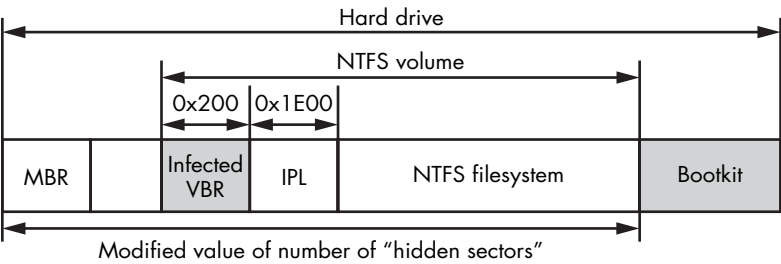 Hard drive
NTFS volume
0x200 0x1E00
MBR
Infected
VBR
IPL
NTFS filesystem
Bootkit
Modified value of number of “hidden sectors”